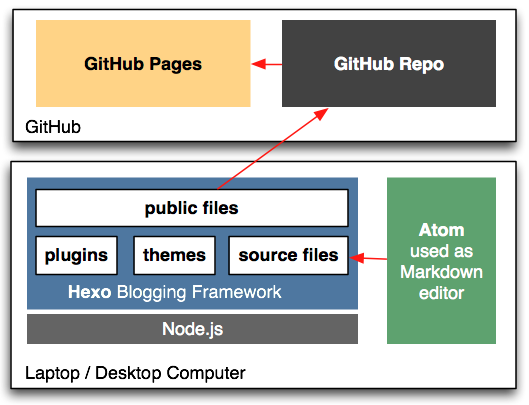 GitHub Pages
GitHub Repo
GitHub
public files
plugins
themes
source files
Hexo Blogging Framework
Node.js
Atom
used as
Markdown
editor
Laptop / Desktop Computer